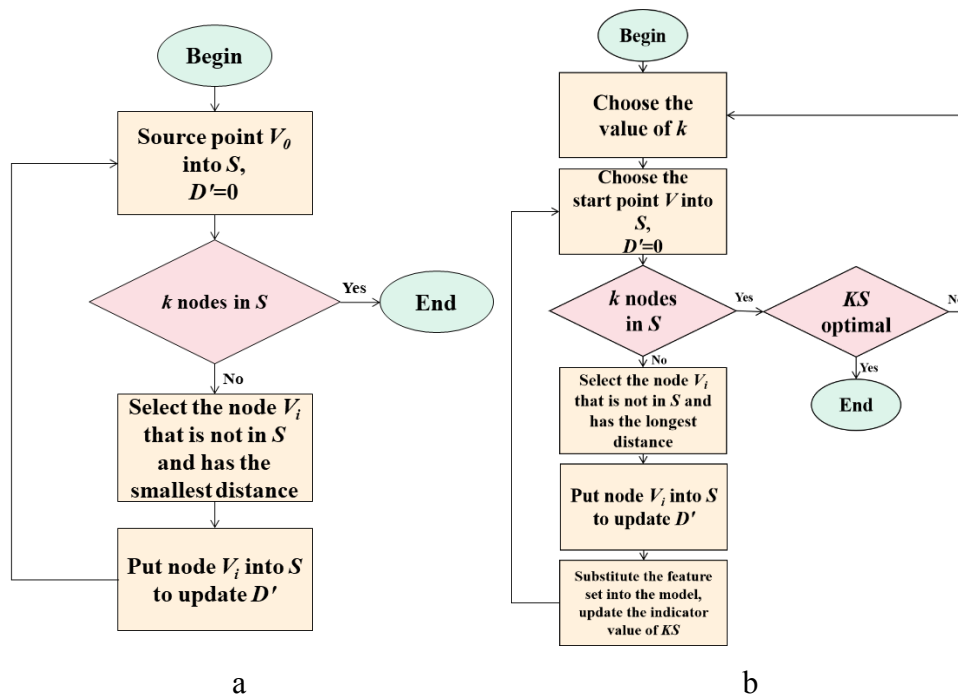 Begin
Source point V₀
into S,
D'=0
k nodes in S
Yes
End
No
Select the node Vᵢ
that is not in S
and has the
smallest distance
Put node Vᵢ into S
to update D'
a
Begin
Choose the
value of k
Choose the
start point V into
S,
D'=0
k nodes
in S
Yes
KS
optimal
No
Yes
End
No
Select the node Vᵢ
that is not in S and
has the longest
distance
Put node Vᵢ into S
to update D'
Substitute the feature
set into the model,
update the indicator
value of KS
b